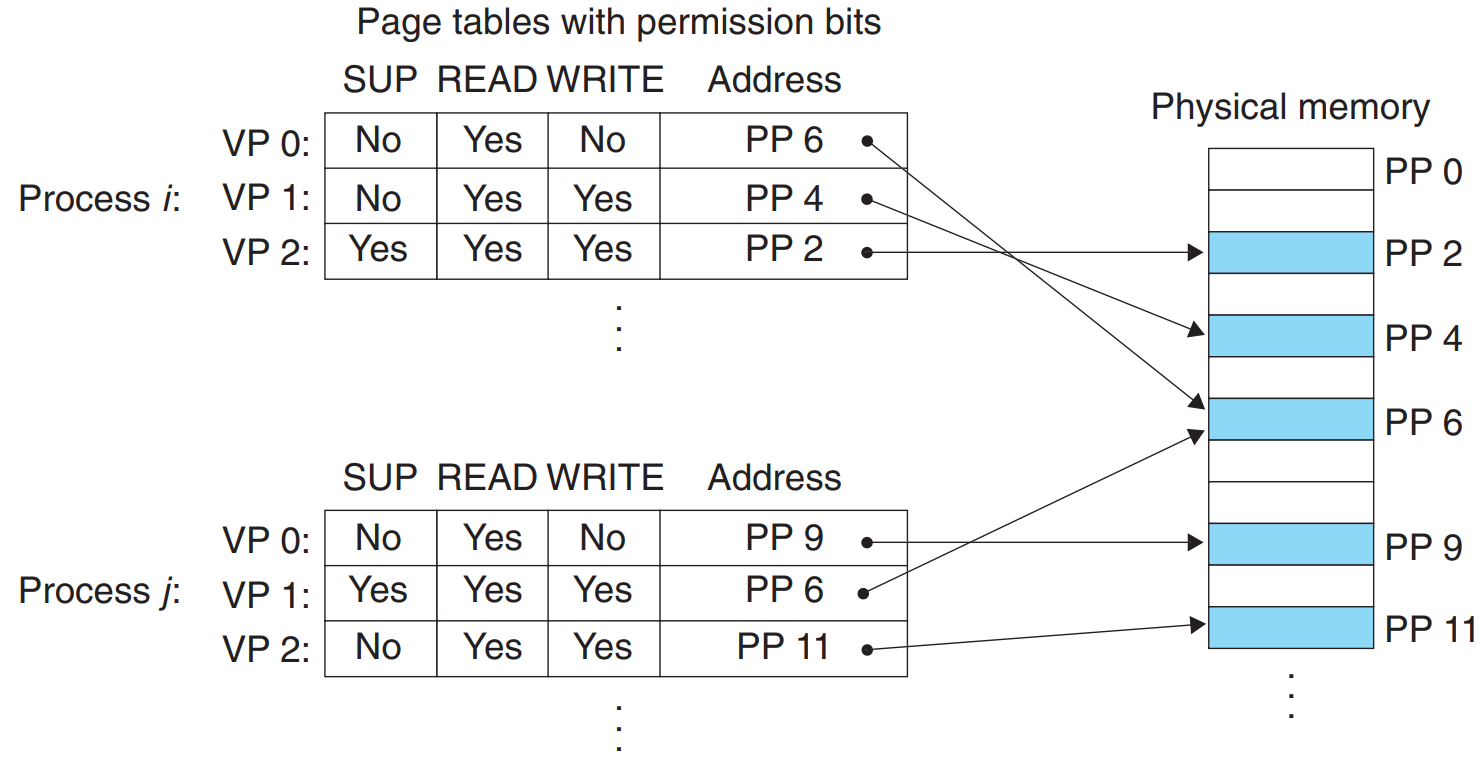 Page tables with permission bits
SUP READ WRITE Address
VP 0: No Yes No PP 6
Process i: VP 1: No Yes Yes PP 4
VP 2: Yes Yes Yes PP 2
Physical memory
PP 0
PP 2
PP 4
PP 6
PP 9
PP 11
SUP READ WRITE Address
VP 0: No Yes No PP 9
Process j: VP 1: Yes Yes Yes PP 6
VP 2: No Yes Yes PP 11